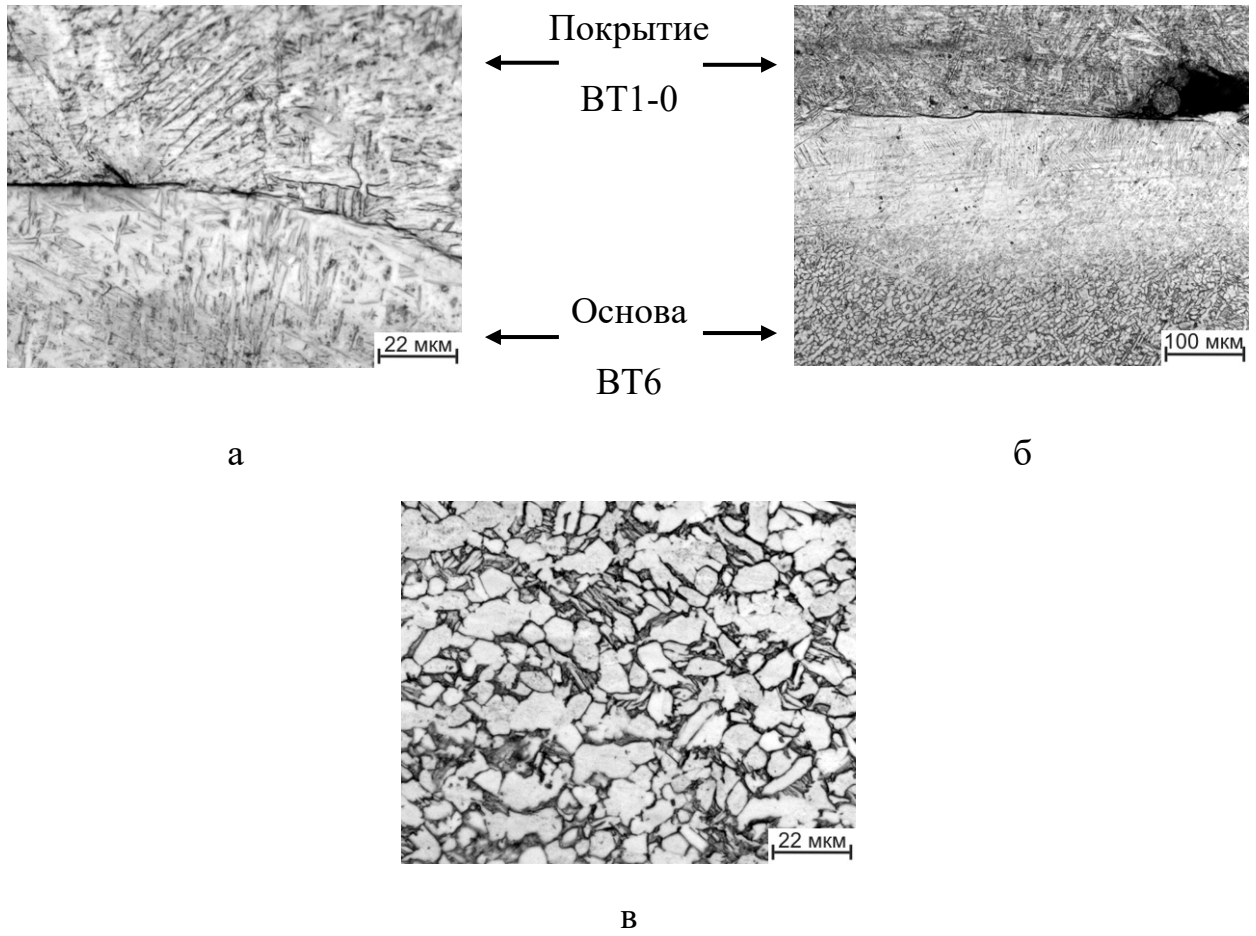 Покрытие
ВТ1-0
Основа
ВТ6
22 мкм
100 мкм
а
б
22 мкм
в